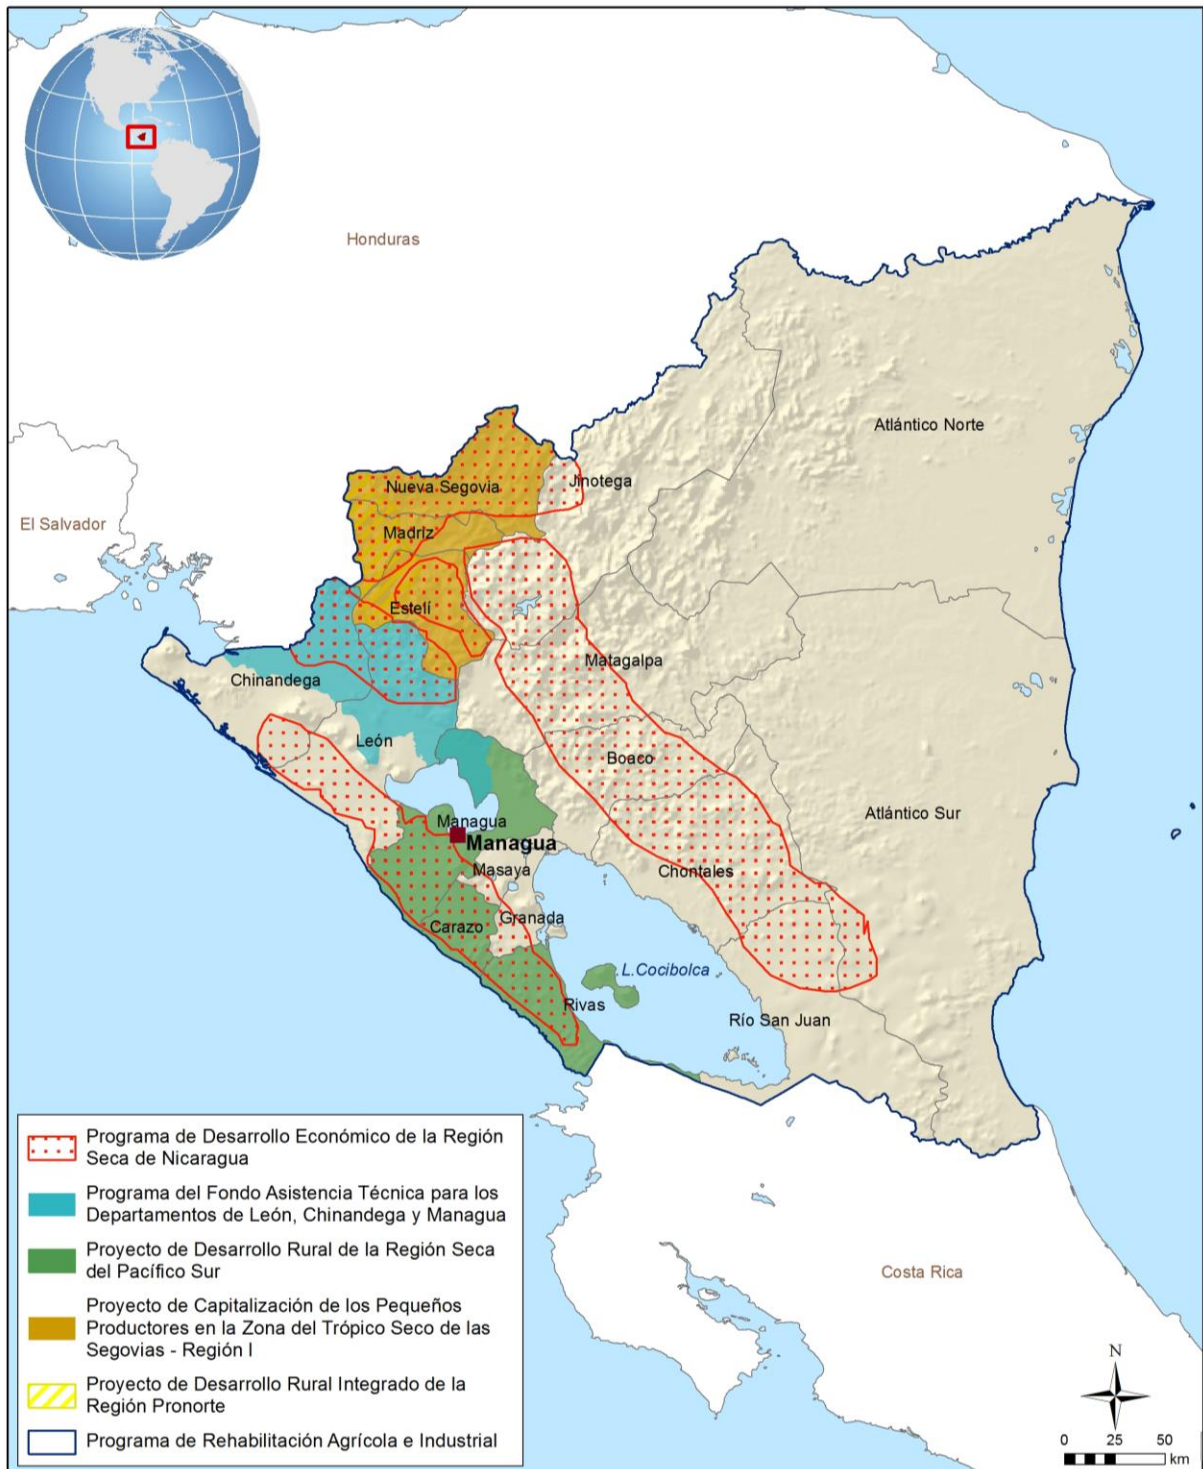 Honduras
Atlántico Norte
Nueva Segovia
Jinotega
El Salvador
Madriz
Estelí
Matagalpa
Chinandega
León
Boaco
Atlántico Sur
Managua
Managua
Masaya
Chontales
Granada
Carazo
L.Cocibolca
Rivas
Río San Juan
Programa de Desarrollo Económico de la Región
Seca de Nicaragua
Programa del Fondo Asistencia Técnica para los
Departamentos de León, Chinandega y Managua
Proyecto de Desarrollo Rural de la Región Seca
del Pacífico Sur
Proyecto de Capitalización de los Pequeños
Productores en la Zona del Trópico Seco de las
Segovias - Región I
Proyecto de Desarrollo Rural Integrado de la
Región Pronorte
Programa de Rehabilitación Agrícola e Industrial
Costa Rica
N
0 25 50
km